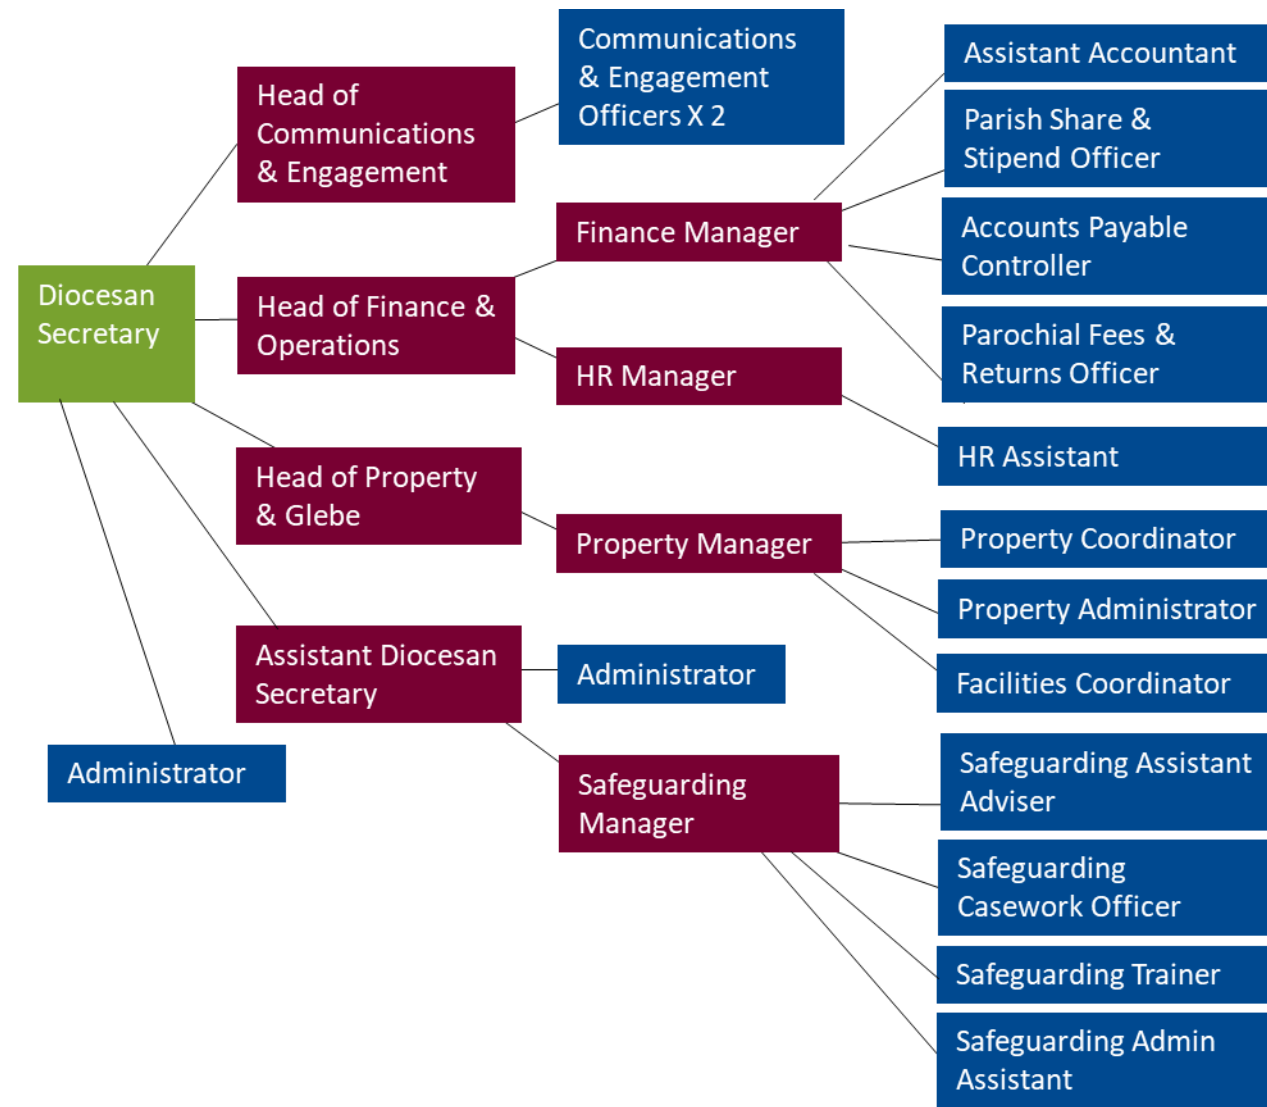 Diocesan
Secretary
Administrator
Head of
Communications
& Engagement
Head of Finance &
Operations
Head of Property
& Glebe
Assistant Diocesan
Secretary
Communications
& Engagement
Officers X 2
Finance Manager
HR Manager
Property Manager
Administrator
Safeguarding
Manager
Assistant Accountant
Parish Share &
Stipend Officer
Accounts Payable
Controller
Parochial Fees &
Returns Officer
HR Assistant
Property Coordinator
Property Administrator
Facilities Coordinator
Safeguarding Assistant
Adviser
Safeguarding
Casework Officer
Safeguarding Trainer
Safeguarding Admin
Assistant